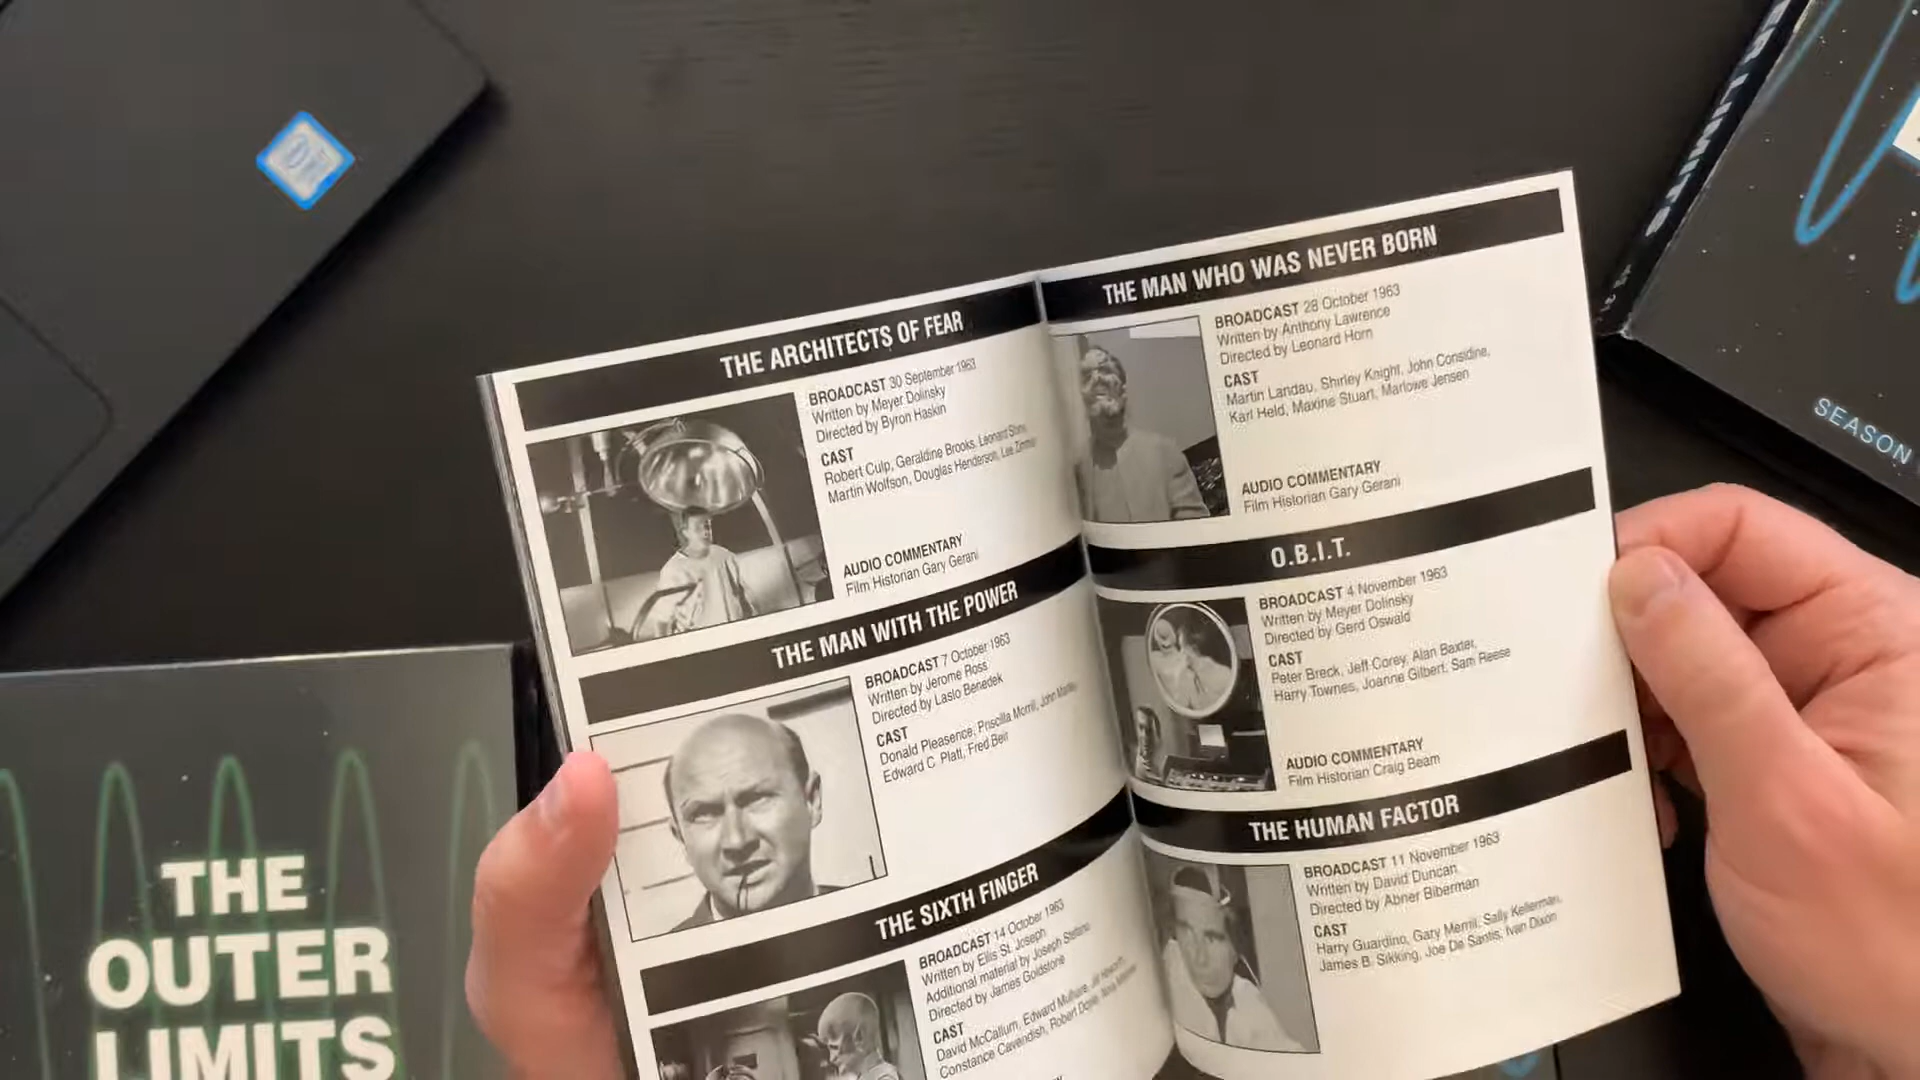 THE ARCHITECTS OF FEAR
BROADCAST 30 September 1963
Written by Meyer Dolinsky
Directed by Byron Haskin
CAST
Robert Culp, Geraldine Brooks, Leonard Stone,
Martin Wolfson, Douglas Henderson, Lee Zimmer
AUDIO COMMENTARY
Film Historian Gary Gerani
THE MAN WITH THE POWER
BROADCAST 7 October 1963
Written by Jerome Ross
Directed by Laslo Benedek
CAST
Donald Pleasence, Priscilla Morrill, John
Edward C. Platt, Fred Beir
THE SIXTH FINGER
BROADCAST 14 October 1963
Written by Ellis St. Joseph
Additional material by Joseph Stefano
Directed by James Goldstone
CAST
David McCallum, Edward Mulhare, Jill
Constance Cavendish, Robert Doyle, Nora
THE MAN WHO WAS NEVER BORN
BROADCAST 28 October 1963
Written by Anthony Lawrence
Directed by Leonard Horn
CAST
Martin Landau, Shirley Knight, John Considine,
Karl Held, Maxine Stuart, Marlowe Jensen
AUDIO COMMENTARY
Film Historian Gary Gerani
O.B.I.T.
BROADCAST 4 November 1963
Written by Meyer Dolinsky
Directed by Gerd Oswald
CAST
Peter Breck, Jeff Corey, Alan Baxter,
Harry Townes, Joanne Gilbert, Sam Reese
AUDIO COMMENTARY
Film Historian Craig Beam
THE HUMAN FACTOR
BROADCAST 11 November 1963
Written by David Duncan
Directed by Abner Biberman
CAST
Harry Guardino, Gary Merrill, Sally Kellerman,
James B. Sikking, Joe De Santis, Ivan Dixon
THE
OUTER
LIMITS
ER LIMITS
SEASON